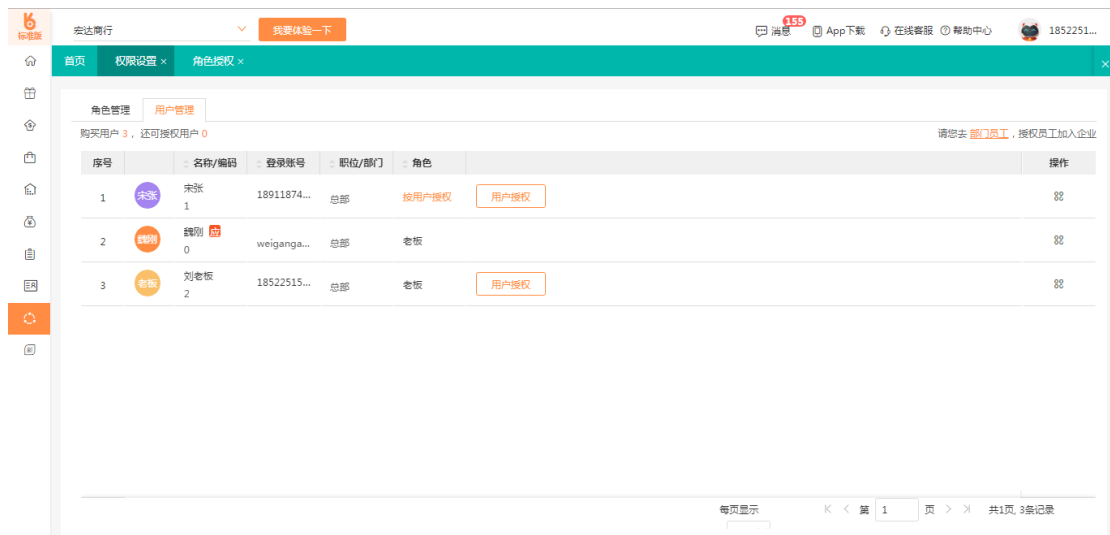 155
宏达商行 我要体验一下 消息 App下载 在线客服 帮助中心 1852251...
标准版
首页 权限设置 × 角色授权 ×
角色管理 用户管理
购买用户 3 ，还可授权用户 0 请您去 部门员工 ，授权员工加入企业
序号 名称/编码 登录账号 职位/部门 角色 操作
1 宋张 宋张 18911874... 总部 按用户授权 用户授权
1
2 魏刚 魏刚 应 weiganga... 总部 老板
0
3 老板 刘老板 18522515... 总部 老板 用户授权
2
每页显示 第 1 页 共1页, 3条记录